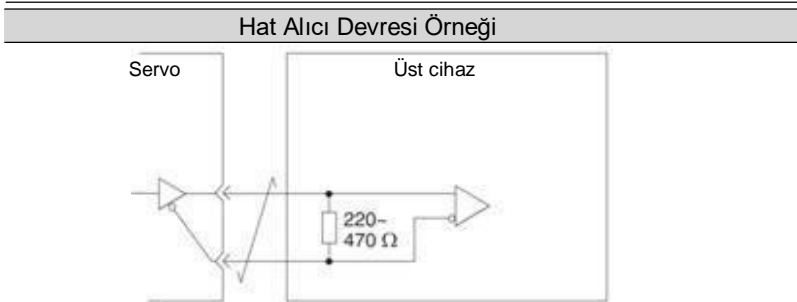 Hat Alıcı Devresi Örneği
Servo
Üst cihaz
220~
470 Ω